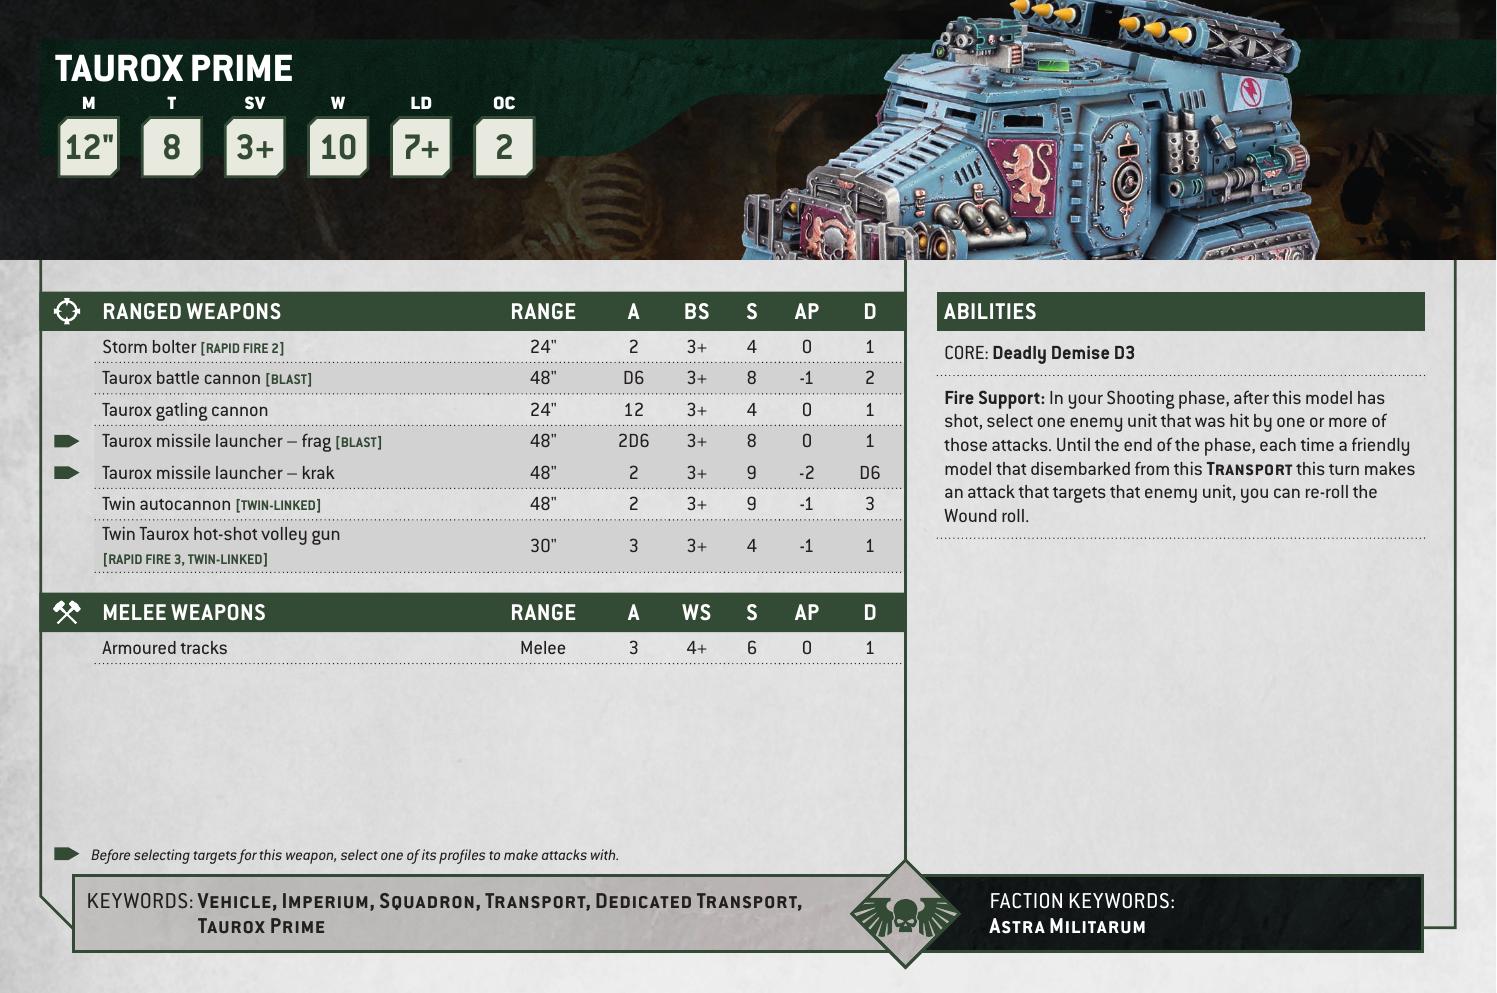 TAUROX PRIME
M T SV W LD OC
12" 8 3+ 10 7+ 2
RANGED WEAPONS RANGE A BS S AP D
Storm bolter [RAPID FIRE 2] 24" 2 3+ 4 0 1
Taurox battle cannon [BLAST] 48" D6 3+ 8 -1 2
Taurox gatling cannon 24" 12 3+ 4 0 1
Taurox missile launcher – frag [BLAST] 48" 2D6 3+ 8 0 1
Taurox missile launcher – krak 48" 2 3+ 9 -2 D6
Twin autocannon [TWIN-LINKED] 48" 2 3+ 9 -1 3
Twin Taurox hot-shot volley gun
[RAPID FIRE 3, TWIN-LINKED] 30" 3 3+ 4 -1 1
MELEE WEAPONS RANGE A WS S AP D
Armoured tracks Melee 3 4+ 6 0 1
Before selecting targets for this weapon, select one of its profiles to make attacks with.
ABILITIES
CORE: Deadly Demise D3
Fire Support: In your Shooting phase, after this model has
shot, select one enemy unit that was hit by one or more of
those attacks. Until the end of the phase, each time a friendly
model that disembarked from this TRANSPORT this turn makes
an attack that targets that enemy unit, you can re-roll the
Wound roll.
KEYWORDS: VEHICLE, IMPERIUM, SQUADRON, TRANSPORT, DEDICATED TRANSPORT,
TAUROX PRIME
FACTION KEYWORDS:
ASTRA MILITARUM